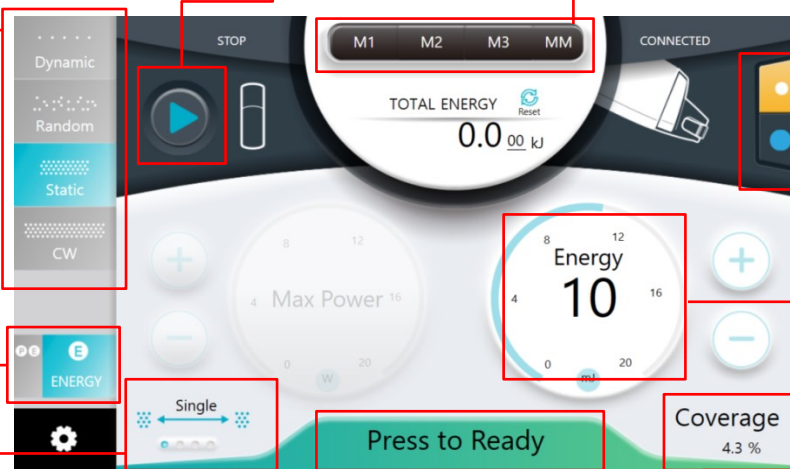 Dynamic
Random
Static
CW
P E
E
ENERGY
STOP
M1 M2 M3 MM
CONNECTED
TOTAL ENERGY
Reset
0.0 00 kJ
8 12
Max Power
4 16
0 20
W
8 12
Energy
10
4 16
0 20
mJ
Single
Press to Ready
Coverage
4.3 %